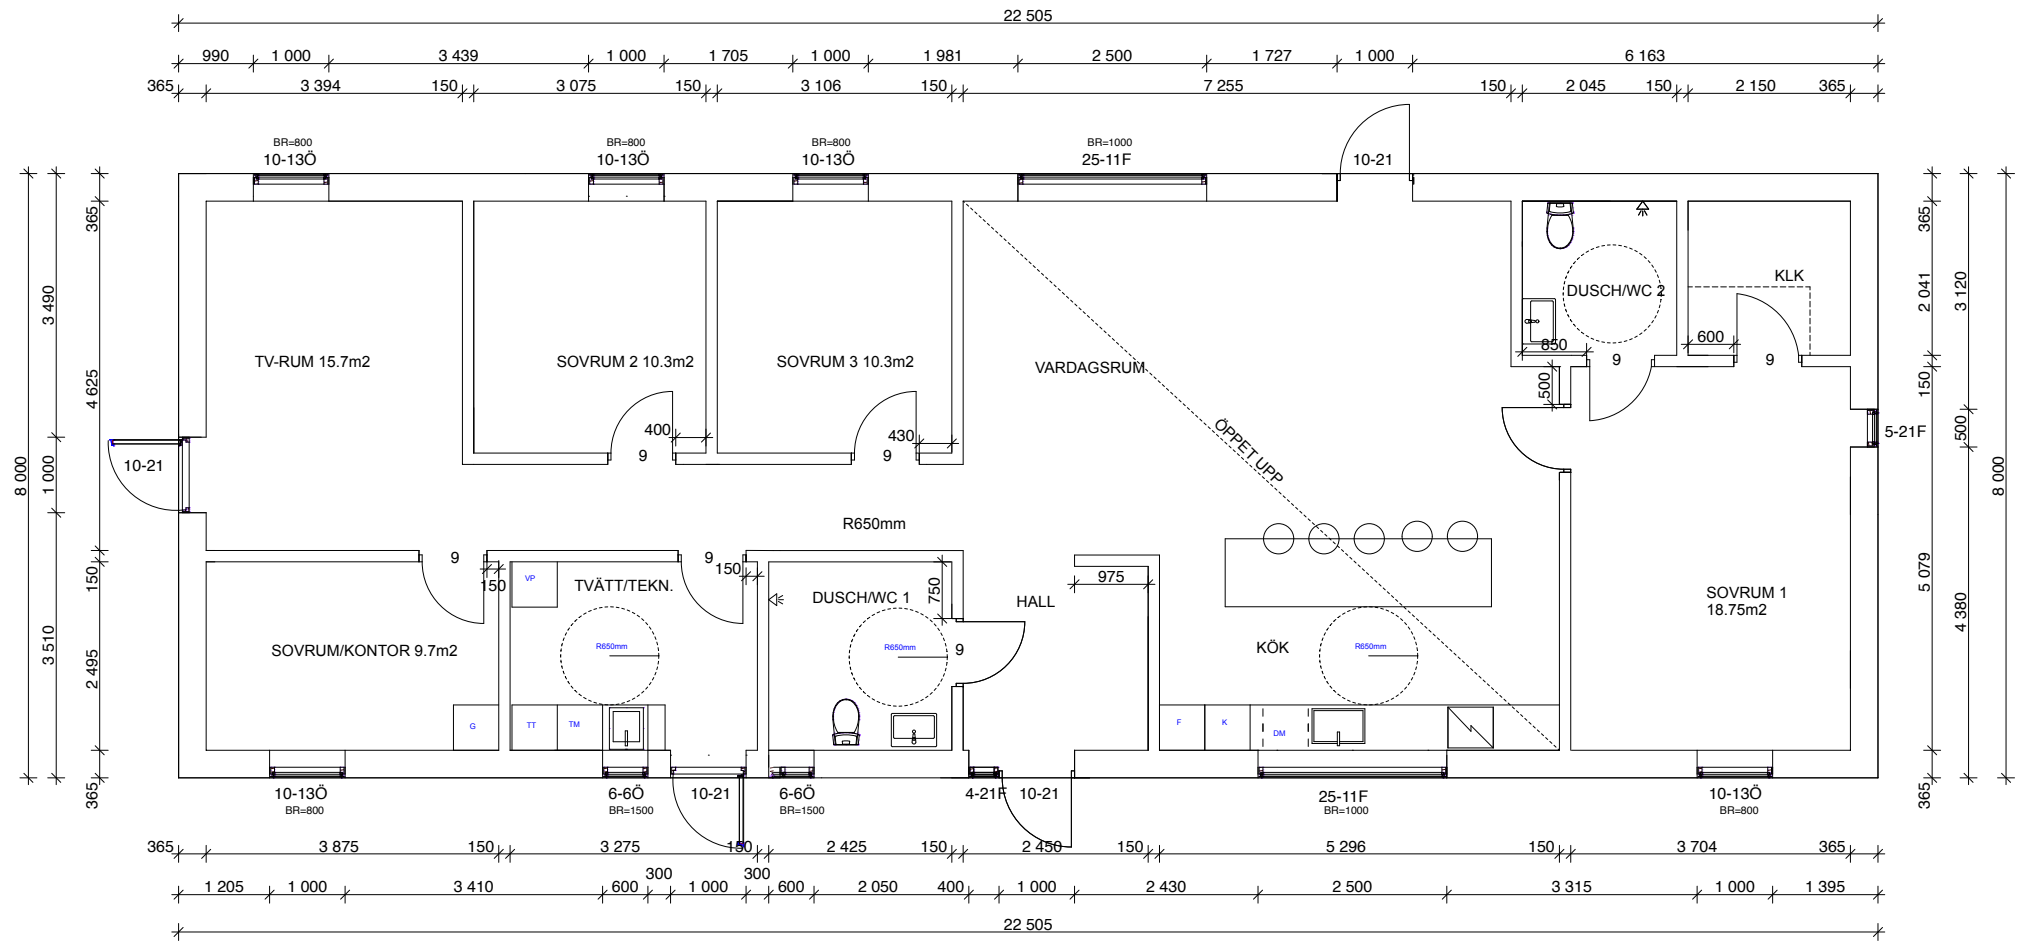 22 505
990 1 000 3 439 1 000 1 705 1 000 1 981 2 500 1 727 1 000 6 163
365 3 394 150 3 075 150 3 106 150 7 255 150 2 045 150 2 150 365
BR=800 BR=800 BR=800 BR=1000
10-13Ö 10-13Ö 10-13Ö 25-11F 10-21
8 000
3 490
1 000
3 510
365
4 625
150
2 495
365
TV-RUM 15.7m2
SOVRUM 2 10.3m2
SOVRUM 3 10.3m2
VARDAGSRUM
DUSCH/WC 2
KLK
850
9
600
9
500
400
9
430
9
ÖPPET UPP
10-21
5-21F
R650mm
9
150
9
150
VP
TVÄTT/TEKN.
DUSCH/WC 1
750
HALL
975
SOVRUM 1
18.75m2
SOVRUM/KONTOR 9.7m2
R650mm
R650mm
9
KÖK
R650mm
G
TT
TM
F
K
DM
365
2 041
150
5 079
365
3 120
500
4 380
8 000
10-13Ö 6-6Ö 10-21 6-6Ö 4-21F 10-21 25-11F 10-13Ö
BR=800 BR=1500 BR=1500 BR=1000 BR=800
365 3 875 150 3 275 150 2 425 150 2 450 150 5 296 150 3 704 365
1 205 1 000 3 410 600 300 1 000 300 600 2 050 400 1 000 2 430 2 500 3 315 1 000 1 395
22 505